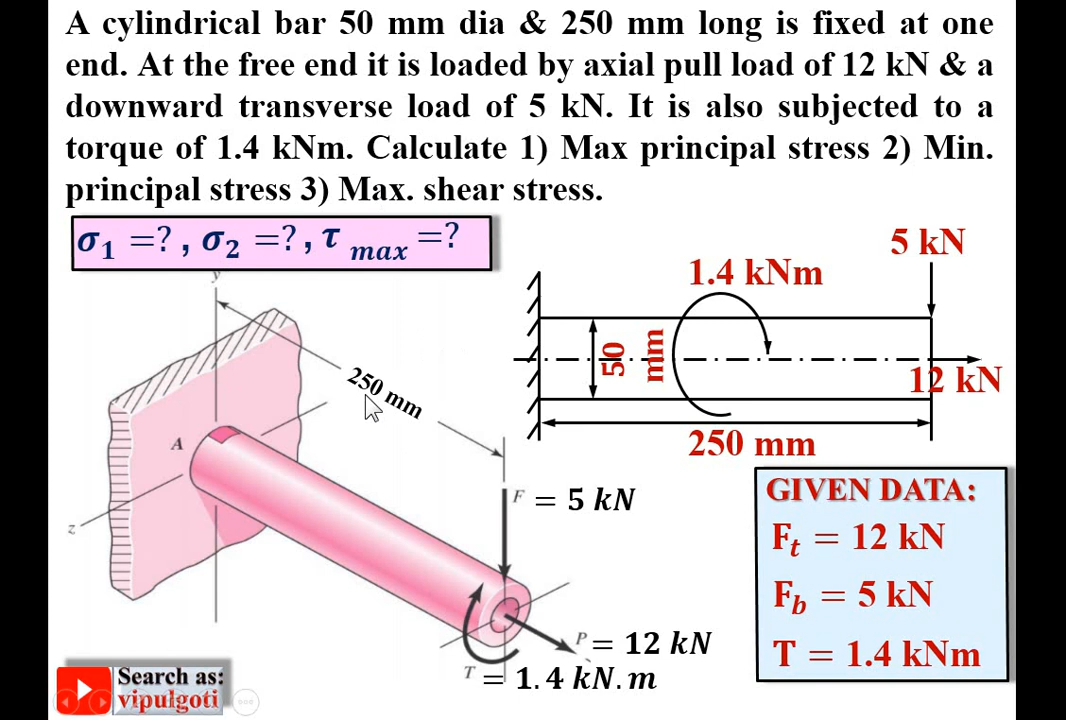 A cylindrical bar 50 mm dia & 250 mm long is fixed at one
end. At the free end it is loaded by axial pull load of 12 kN & a
downward transverse load of 5 kN. It is also subjected to a
torque of 1.4 kNm. Calculate 1) Max principal stress 2) Min.
principal stress 3) Max. shear stress.
σ₁ =? , σ₂ =? , τ max =?
5 kN
1.4 kNm
y
50 mm
12 kN
250 mm
250 mm
A
z
F = 5 kN
P = 12 kN
T = 1.4 kN.m
GIVEN DATA:
Fₜ = 12 kN
F_b = 5 kN
T = 1.4 kNm
Search as:
vipulgoti